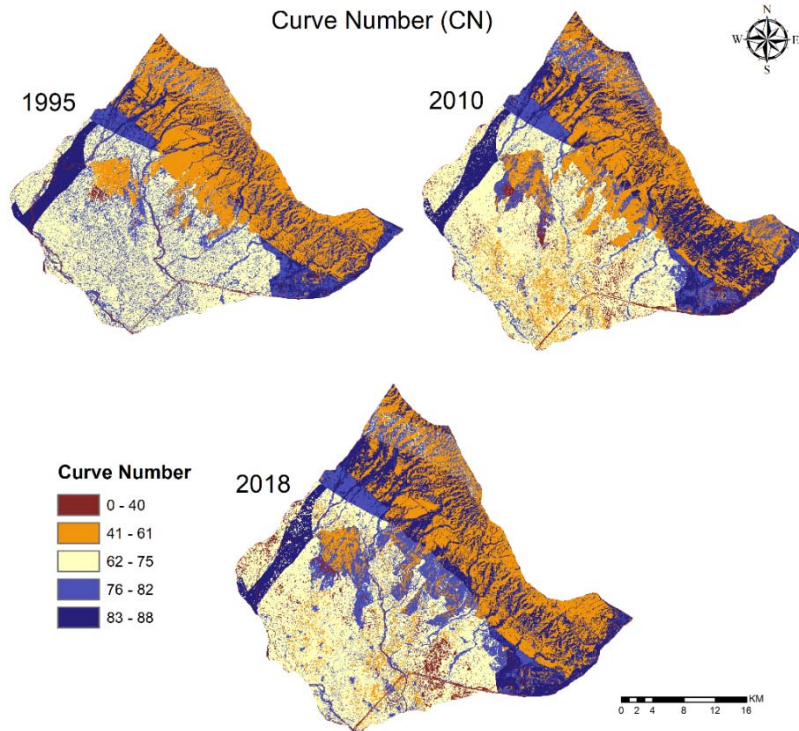 Curve Number (CN)
N
W E
S
1995
2010
2018
Curve Number
0 - 40
41 - 61
62 - 75
76 - 82
83 - 88
KM
0 2 4 8 12 16